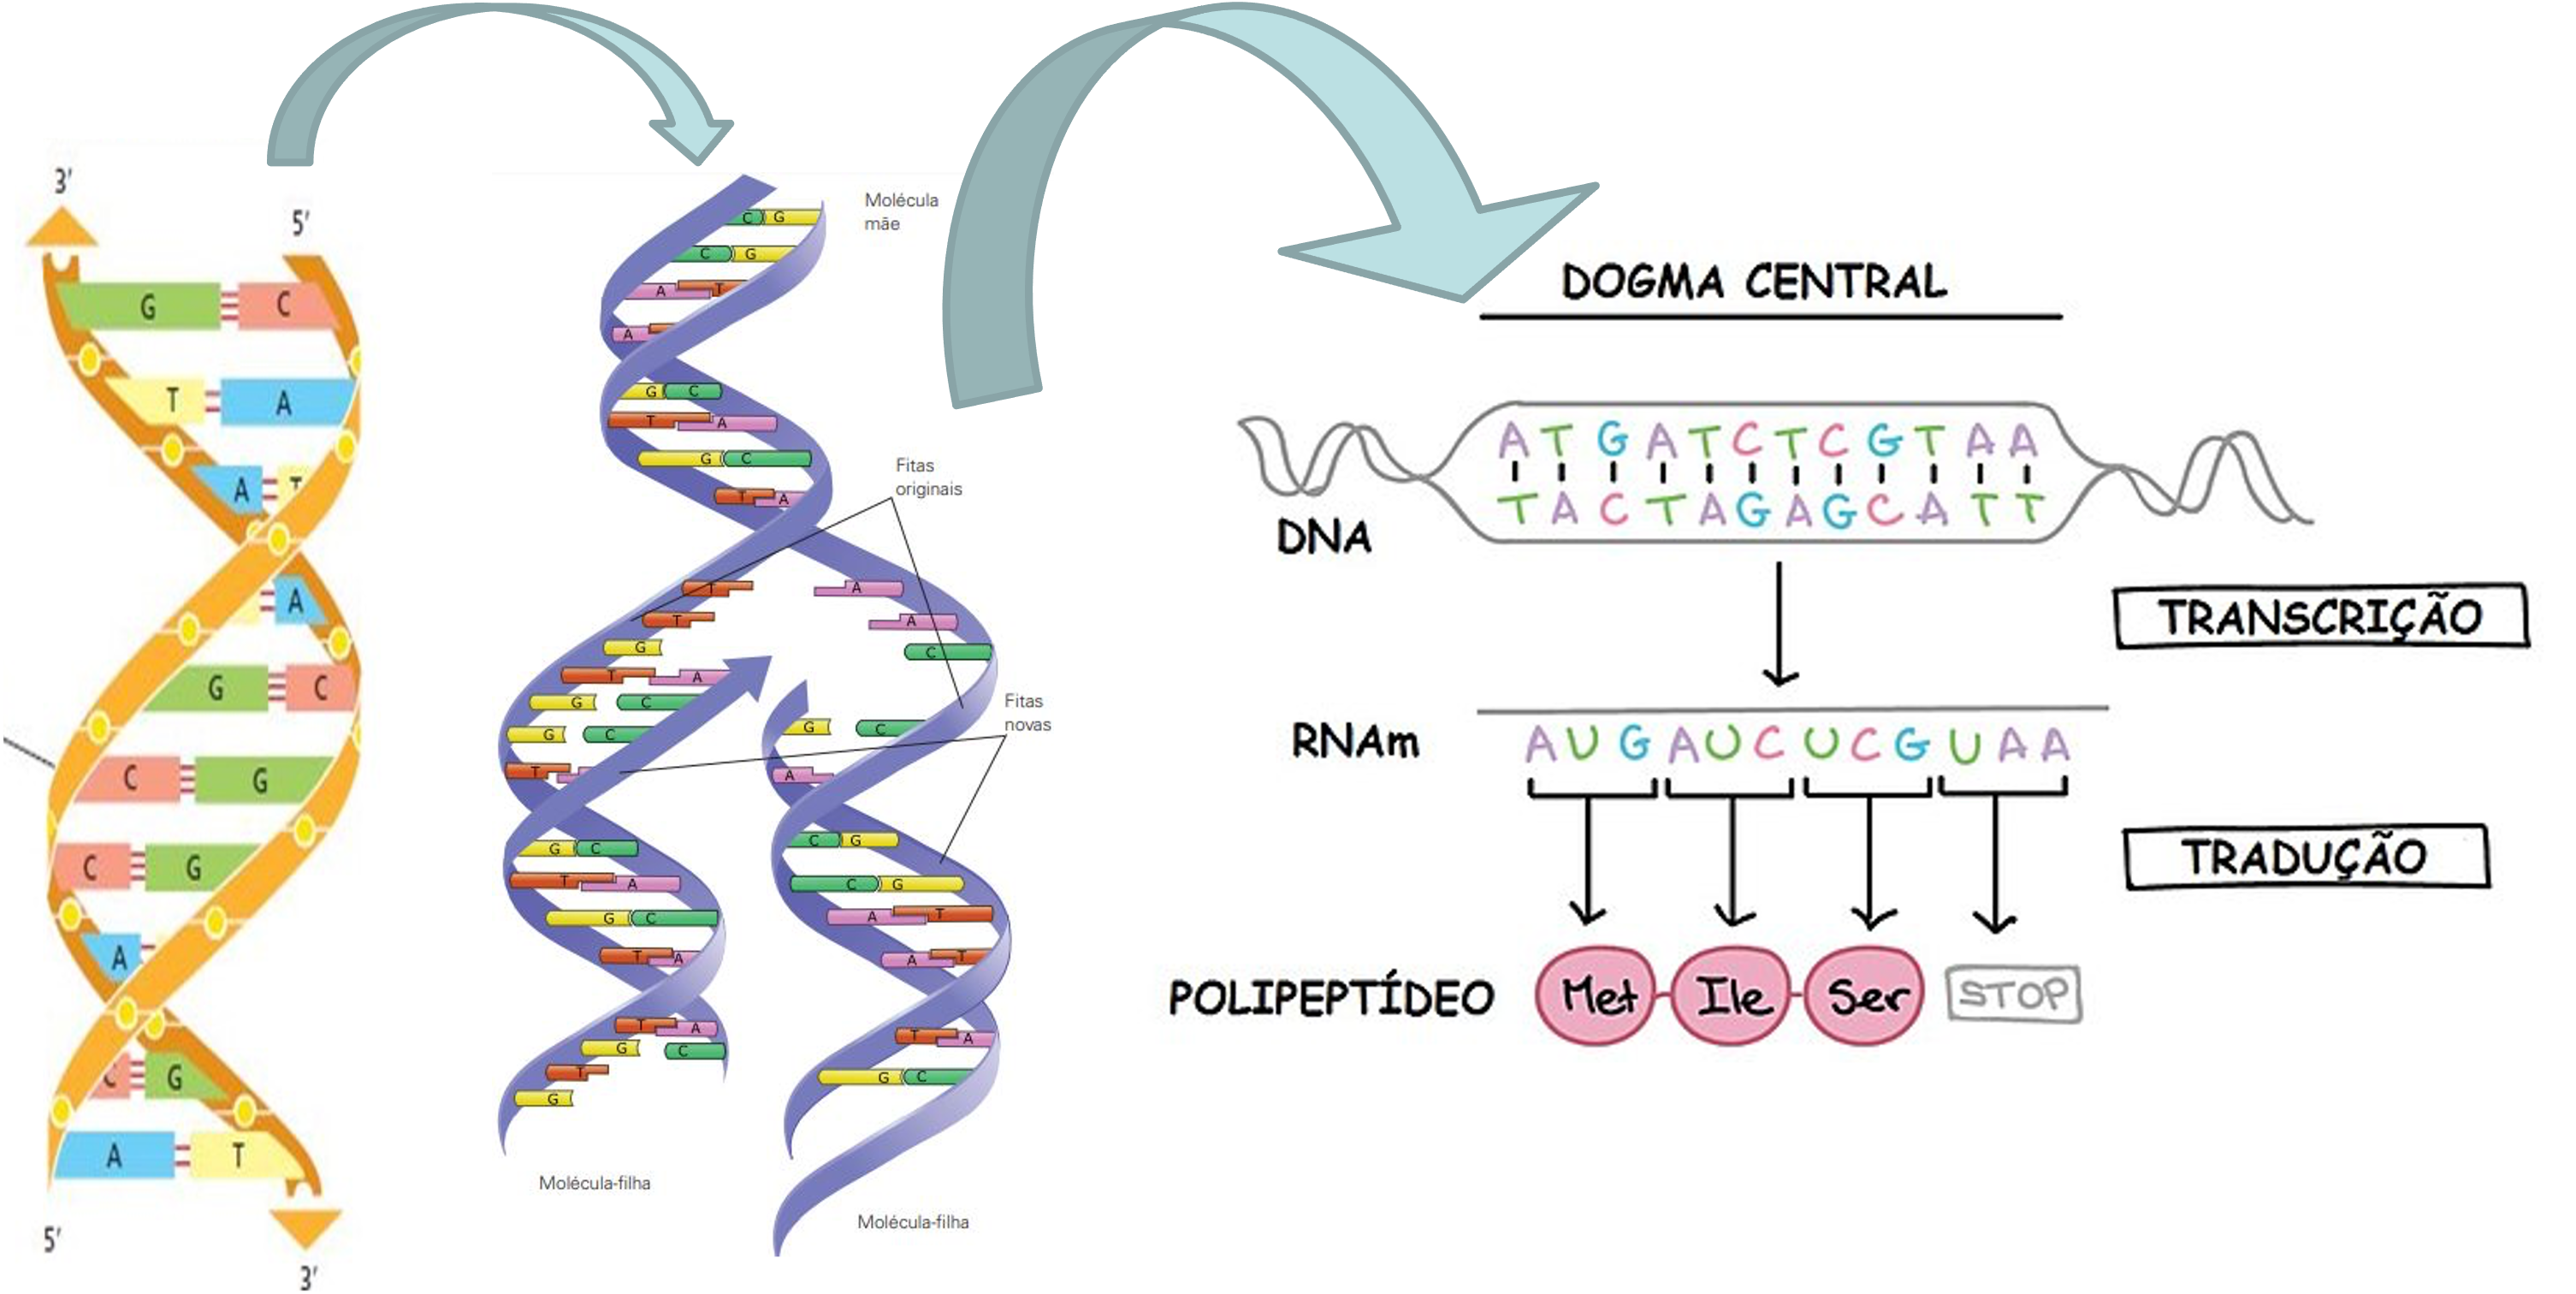 3'
5'
G C
T A
A T
A
G C
C G
C G
A
C G
A T
5'
3'
Molécula
mãe
C G
C G
A T
A
G C
T A
G C
T A
Fitas
originais
T A
T A
G C
T A
G C
G C
T
Fitas
novas
G C
A
G C
T A
G C
T A
T A
G C
T
G
Molécula-filha
C G
C G
A T
A T
T A
G C
Molécula-filha
DOGMA CENTRAL
A T G A T C T C G T A A
T A C T A G A G C A T T
DNA
TRANSCRIÇÃO
RNAm
A U G A U C U C G U A A
TRADUÇÃO
POLIPEPTÍDEO
Met Ile Ser STOP